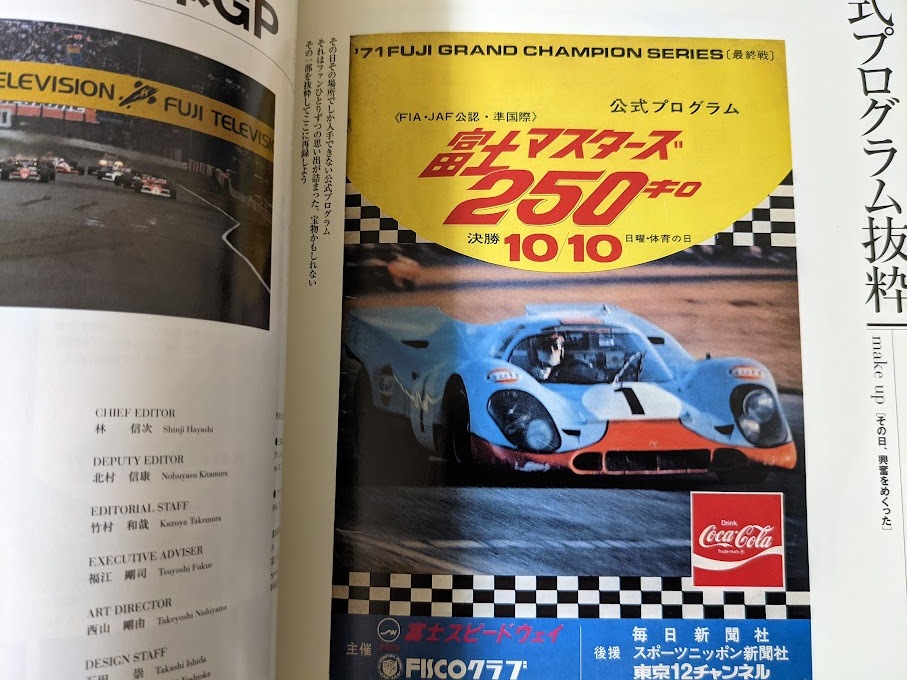 GP
TELEVISION
FUJI TELEVISION
CHIEF EDITOR
林 信次 Shinji Hayashi
DEPUTY EDITOR
北村 信康 Nobuyasu Kitamura
EDITORIAL STAFF
竹村 和哉 Kazuya Takemura
EXECUTIVE ADVISER
福江 剛司 Tsuyoshi Fukue
ART DIRECTOR
西山 剛由 Takeyoshi Nishiyama
DESIGN STAFF
石田 崇 Takashi Ishida
その日その場所でしか入手できない公式プログラム
それはファンひとりずつの思い出が詰まった、宝物かもしれない
その一部を抜粋してここに再録しよう
'71 FUJI GRAND CHAMPION SERIES〔最終戦〕
公式プログラム
《FIA・JAF公認・準国際》
富士マスターズ
250キロ
決勝 10/10 日曜・体育の日
Gulf
1
Drink
Coca-Cola
Trade-mark ®
主催 富士スピードウェイ
FISCOクラブ
後援 毎日新聞社
スポーツニッポン新聞社
東京12チャンネル
式プログラム抜粋
make up [その日、興奮をめくった]